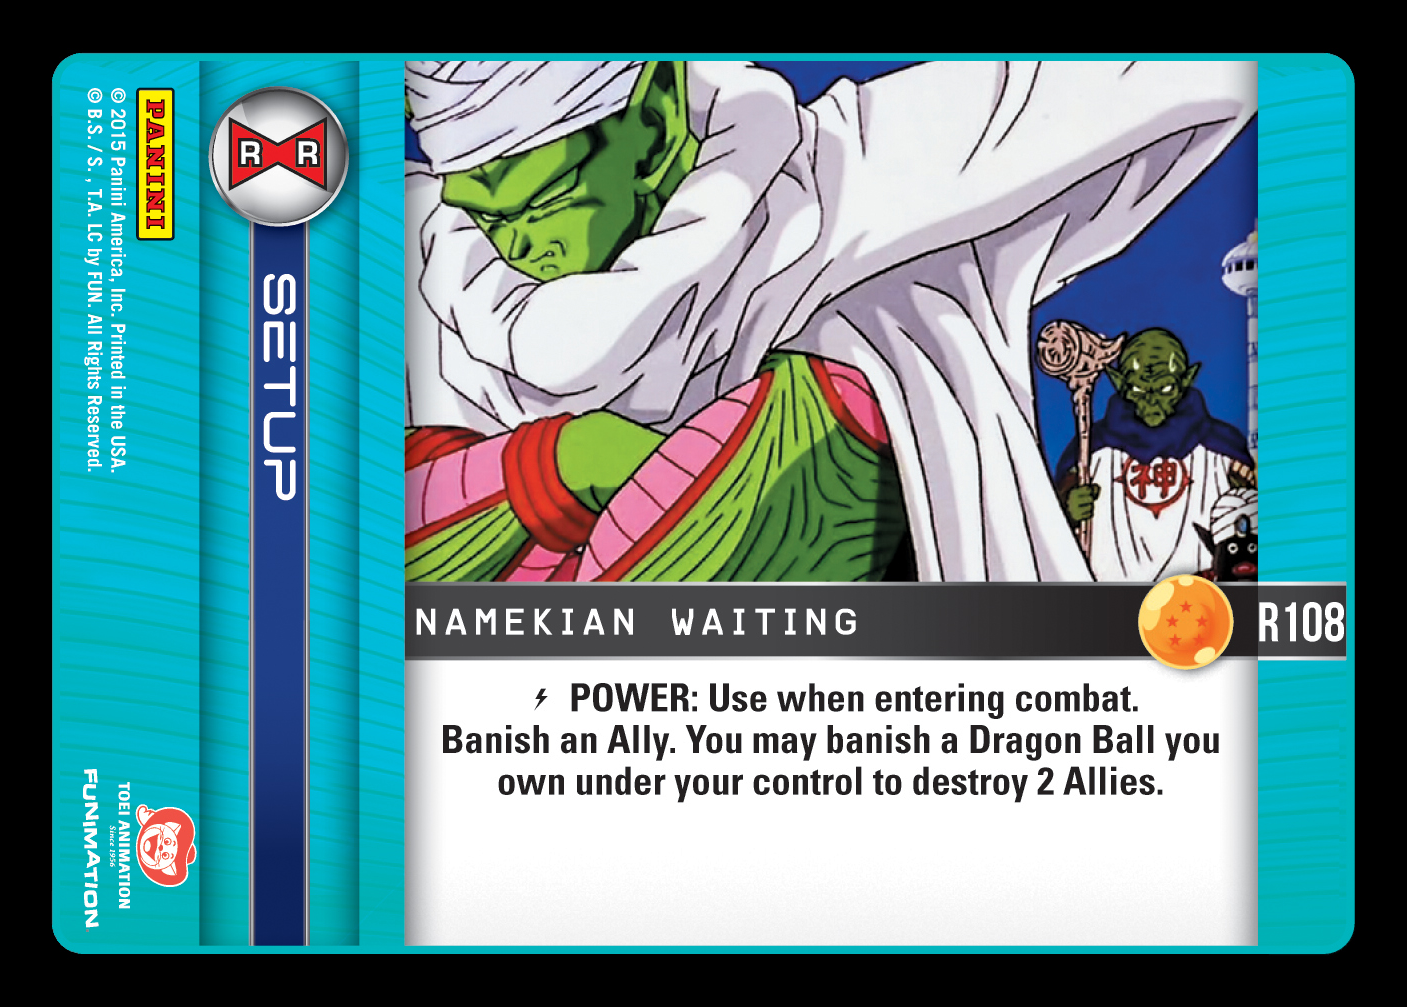 PANINI
© 2015 Panini America, Inc. Printed in the USA.
© B.S. / S. , T.A. LC by FUN. All Rights Reserved.
R R
SETUP
神
NAMEKIAN WAITING
R108
POWER: Use when entering combat.
Banish an Ally. You may banish a Dragon Ball you
own under your control to destroy 2 Allies.
TOEI ANIMATION
Since 1956
FUNIMATION